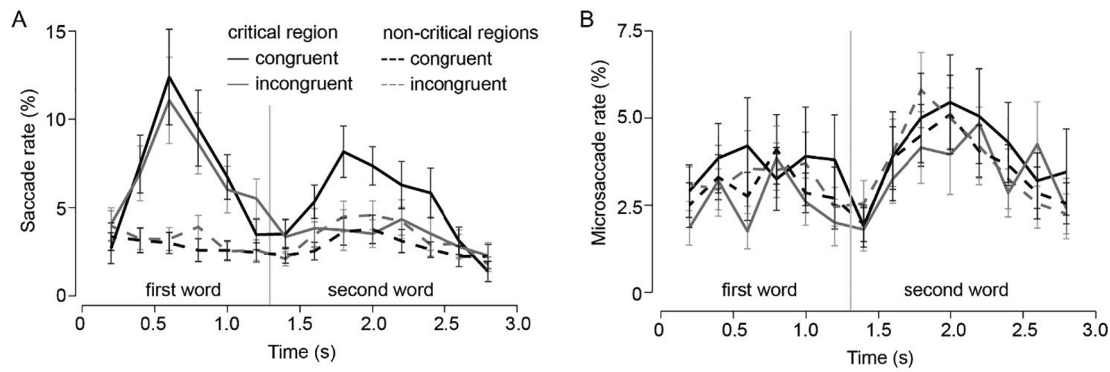 A
Saccade rate (%)
15
10
5
0
critical region
congruent
incongruent
non-critical regions
congruent
incongruent
first word
second word
0
0.5
1.0
1.5
2.0
2.5
3.0
Time (s)
B
Microsaccade rate (%)
7.5
5.0
2.5
0
first word
second word
0
0.5
1.0
1.5
2.0
2.5
3.0
Time (s)